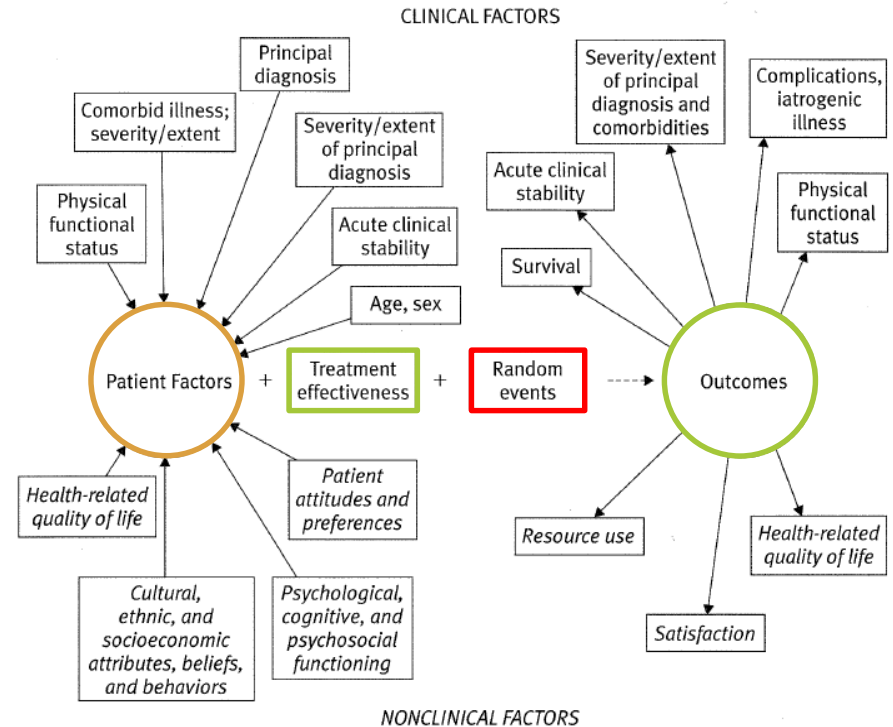 CLINICAL FACTORS
Principal
diagnosis
Comorbid illness;
severity/extent
Severity/extent
of principal
diagnosis
Physical
functional
status
Acute clinical
stability
Age, sex
Severity/extent
of principal
diagnosis and
comorbidities
Complications,
iatrogenic
illness
Acute clinical
stability
Physical
functional
status
Survival
Patient Factors
+
Treatment
effectiveness
+
Random
events
Outcomes
Health-related
quality of life
Patient
attitudes and
preferences
Cultural,
ethnic, and
socioeconomic
attributes, beliefs,
and behaviors
Psychological,
cognitive, and
psychosocial
functioning
Resource use
Health-related
quality of life
Satisfaction
NONCLINICAL FACTORS